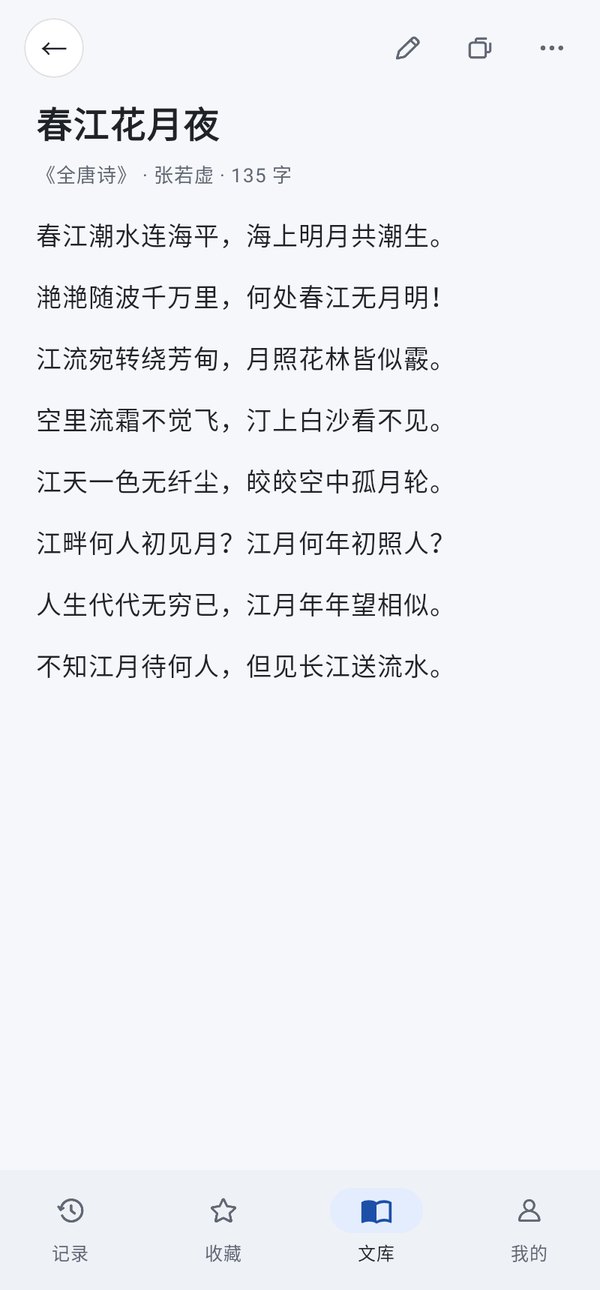 春江花月夜
《全唐诗》 · 张若虚 · 135 字
春江潮水连海平，海上明月共潮生。
滟滟随波千万里，何处春江无月明！
江流宛转绕芳甸，月照花林皆似霰。
空里流霜不觉飞，汀上白沙看不见。
江天一色无纤尘，皎皎空中孤月轮。
江畔何人初见月？江月何年初照人？
人生代代无穷已，江月年年望相似。
不知江月待何人，但见长江送流水。
记录
收藏
文库
我的